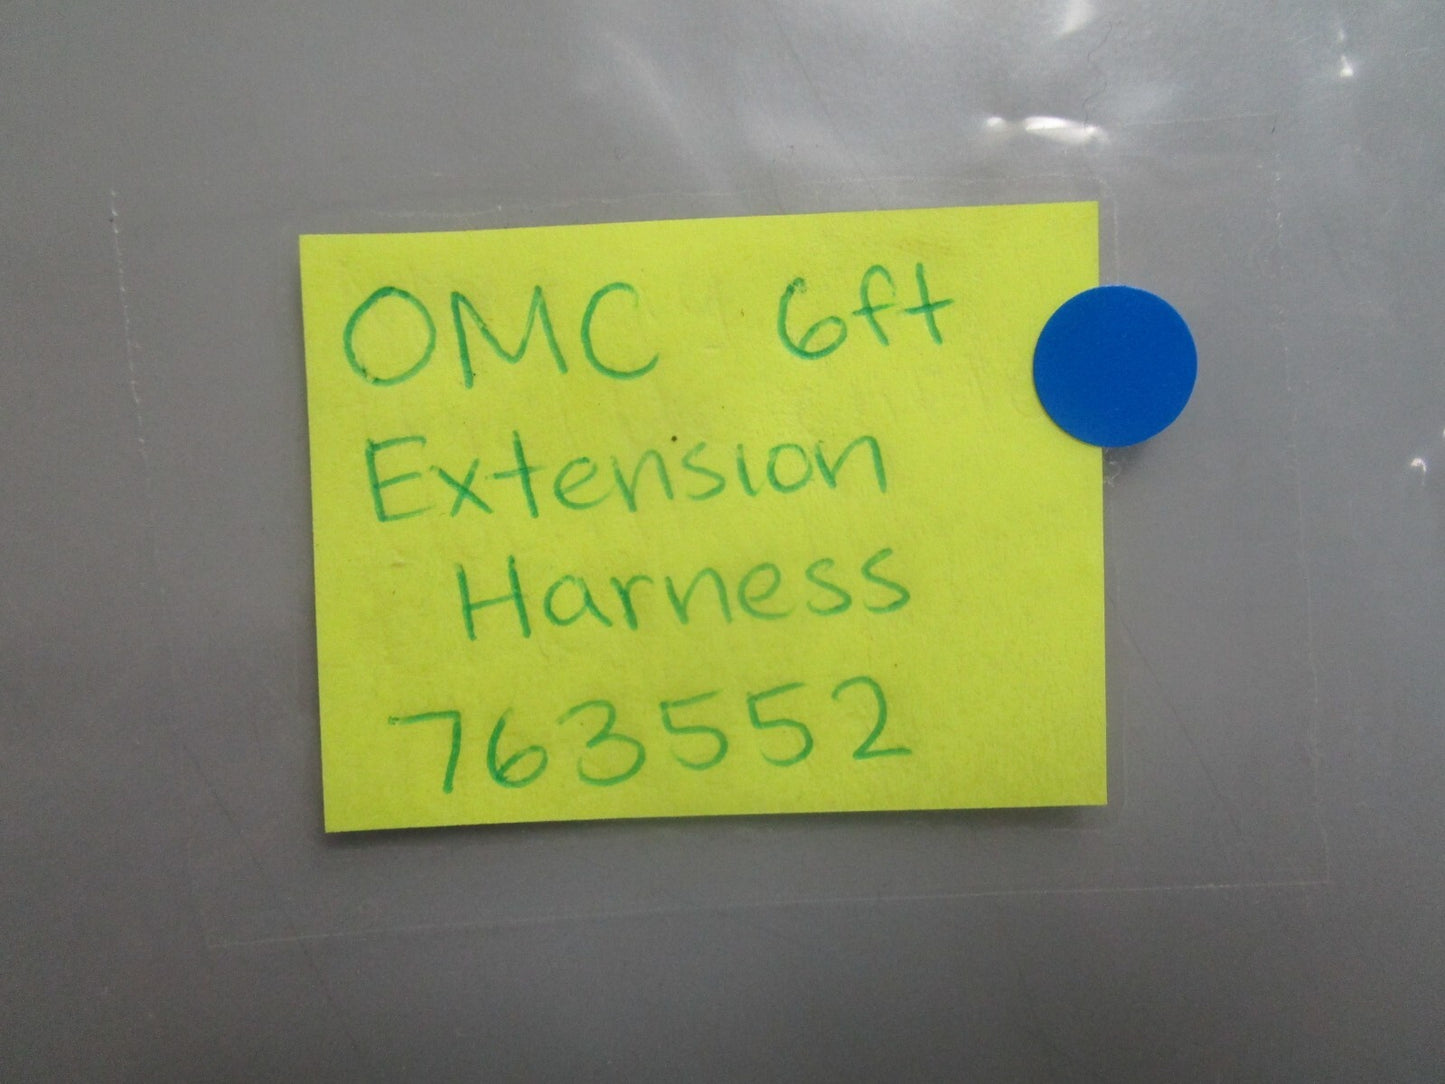 OMC 6ft
Extension
Harness
763552